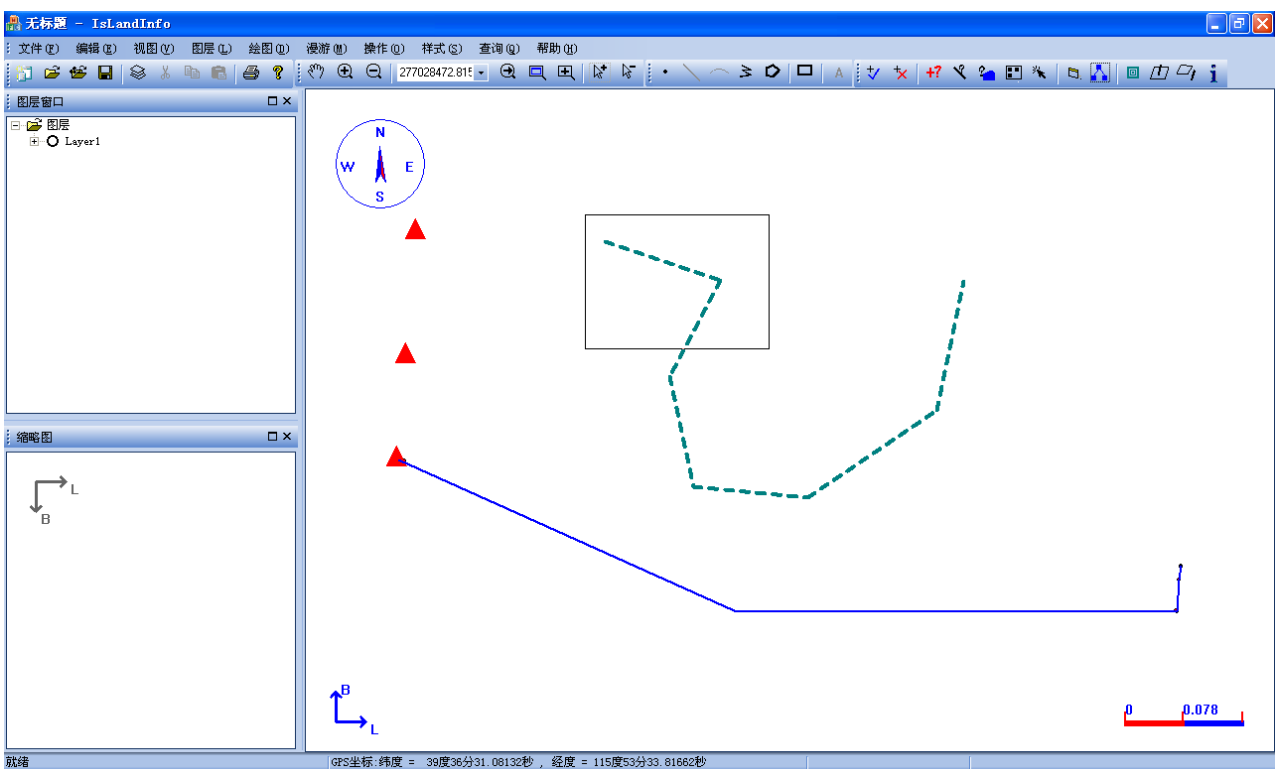 无标题 - IsLandInfo
文件(F) 编辑(E) 视图(V) 图层(L) 绘图(D) 漫游(M) 操作(O) 样式(S) 查询(Q) 帮助(H)
277028472.815
A +?
图层窗口
图层
Layer1
N
W E
S
缩略图
L
B
B
L
0 0.078
就绪
GPS坐标:纬度 = 39度36分31.08132秒 , 经度 = 115度53分33.81662秒